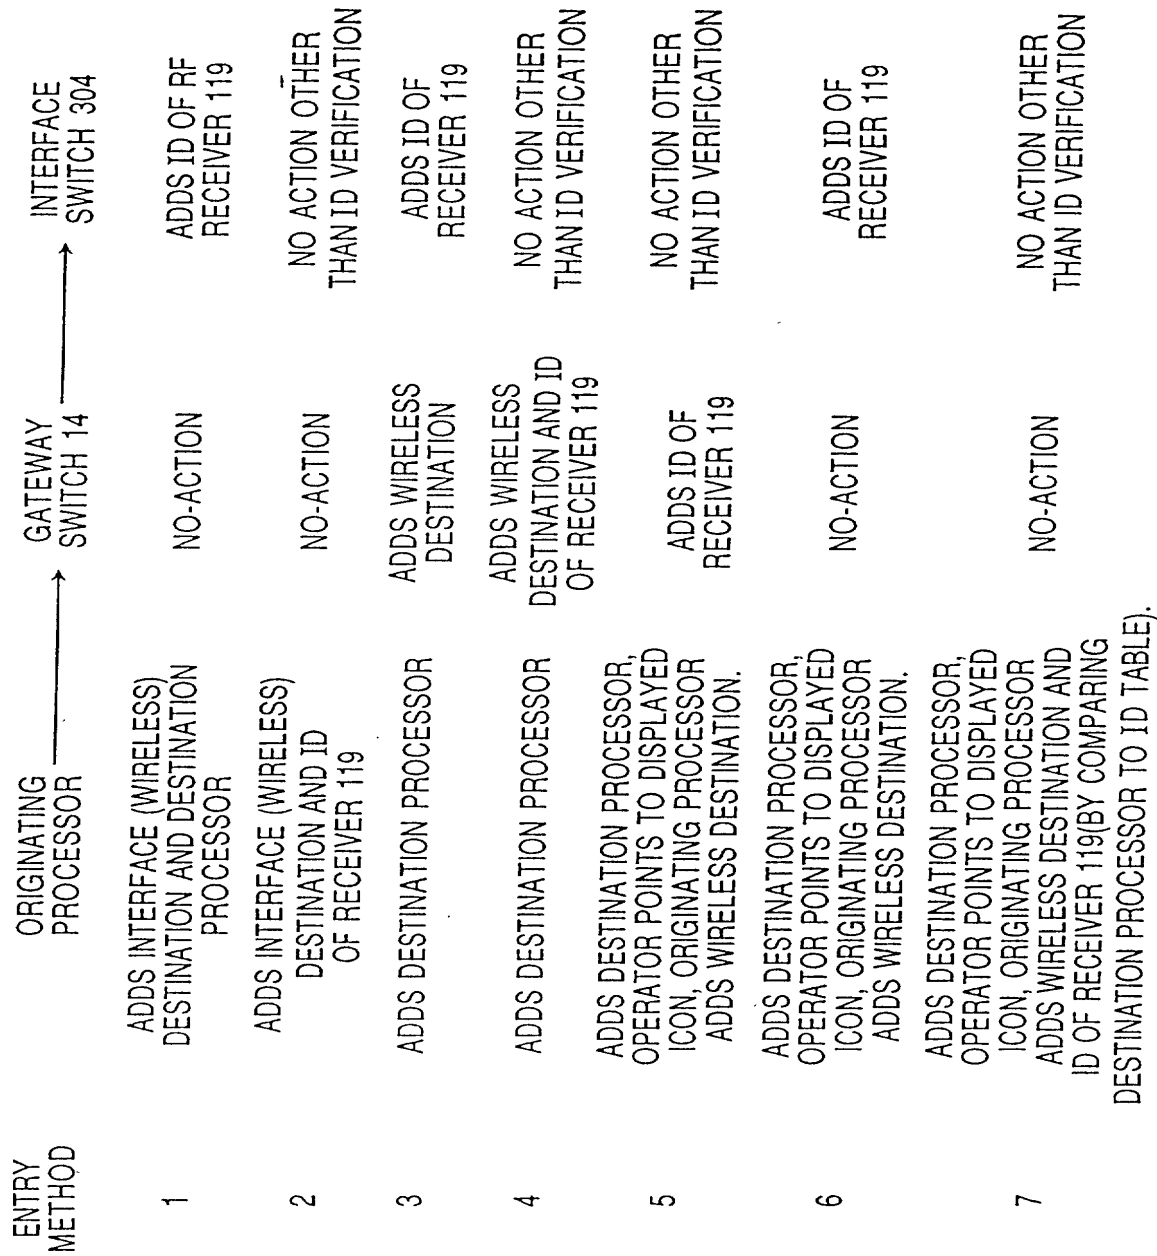 ENTRY
METHOD
ORIGINATING
PROCESSOR
GATEWAY
SWITCH 14
INTERFACE
SWITCH 304
1
ADDS INTERFACE (WIRELESS)
DESTINATION AND DESTINATION
PROCESSOR
NO-ACTION
ADDS ID OF RF
RECEIVER 119
2
ADDS INTERFACE (WIRELESS)
DESTINATION AND ID
OF RECEIVER 119
NO-ACTION
NO ACTION OTHER
THAN ID VERIFICATION
3
ADDS DESTINATION PROCESSOR
ADDS WIRELESS
DESTINATION
ADDS ID OF
RECEIVER 119
4
ADDS DESTINATION PROCESSOR
ADDS WIRELESS
DESTINATION AND ID
OF RECEIVER 119
NO ACTION OTHER
THAN ID VERIFICATION
5
ADDS DESTINATION PROCESSOR,
OPERATOR POINTS TO DISPLAYED
ICON, ORIGINATING PROCESSOR
ADDS WIRELESS DESTINATION.
ADDS ID OF
RECEIVER 119
NO ACTION OTHER
THAN ID VERIFICATION
6
ADDS DESTINATION PROCESSOR,
OPERATOR POINTS TO DISPLAYED
ICON, ORIGINATING PROCESSOR
ADDS WIRELESS DESTINATION.
NO-ACTION
ADDS ID OF
RECEIVER 119
7
ADDS DESTINATION PROCESSOR,
OPERATOR POINTS TO DISPLAYED
ICON, ORIGINATING PROCESSOR
ADDS WIRELESS DESTINATION AND
ID OF RECEIVER 119(BY COMPARING
DESTINATION PROCESSOR TO ID TABLE).
NO-ACTION
NO ACTION OTHER
THAN ID VERIFICATION